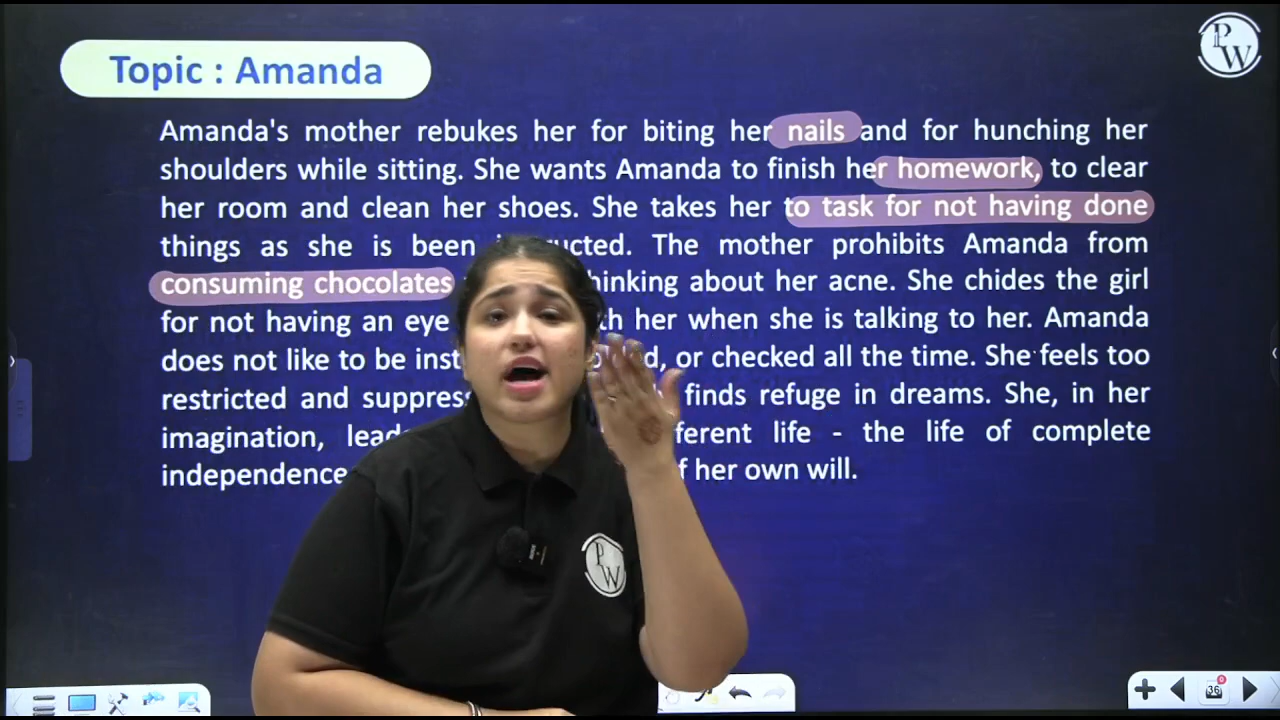 Topic : Amanda
P
W
Amanda's mother rebukes her for biting her nails and for hunching her
shoulders while sitting. She wants Amanda to finish her homework, to clear
her room and clean her shoes. She takes her to task for not having done
things as she is been The mother prohibits Amanda from
consuming chocolates about her acne. She chides the girl
for not having an eye her when she is talking to her. Amanda
does not like to be or checked all the time. She feels too
restricted and finds refuge in dreams. She, in her
imagination, life - the life of complete
independence her own will.
P
W
36
0